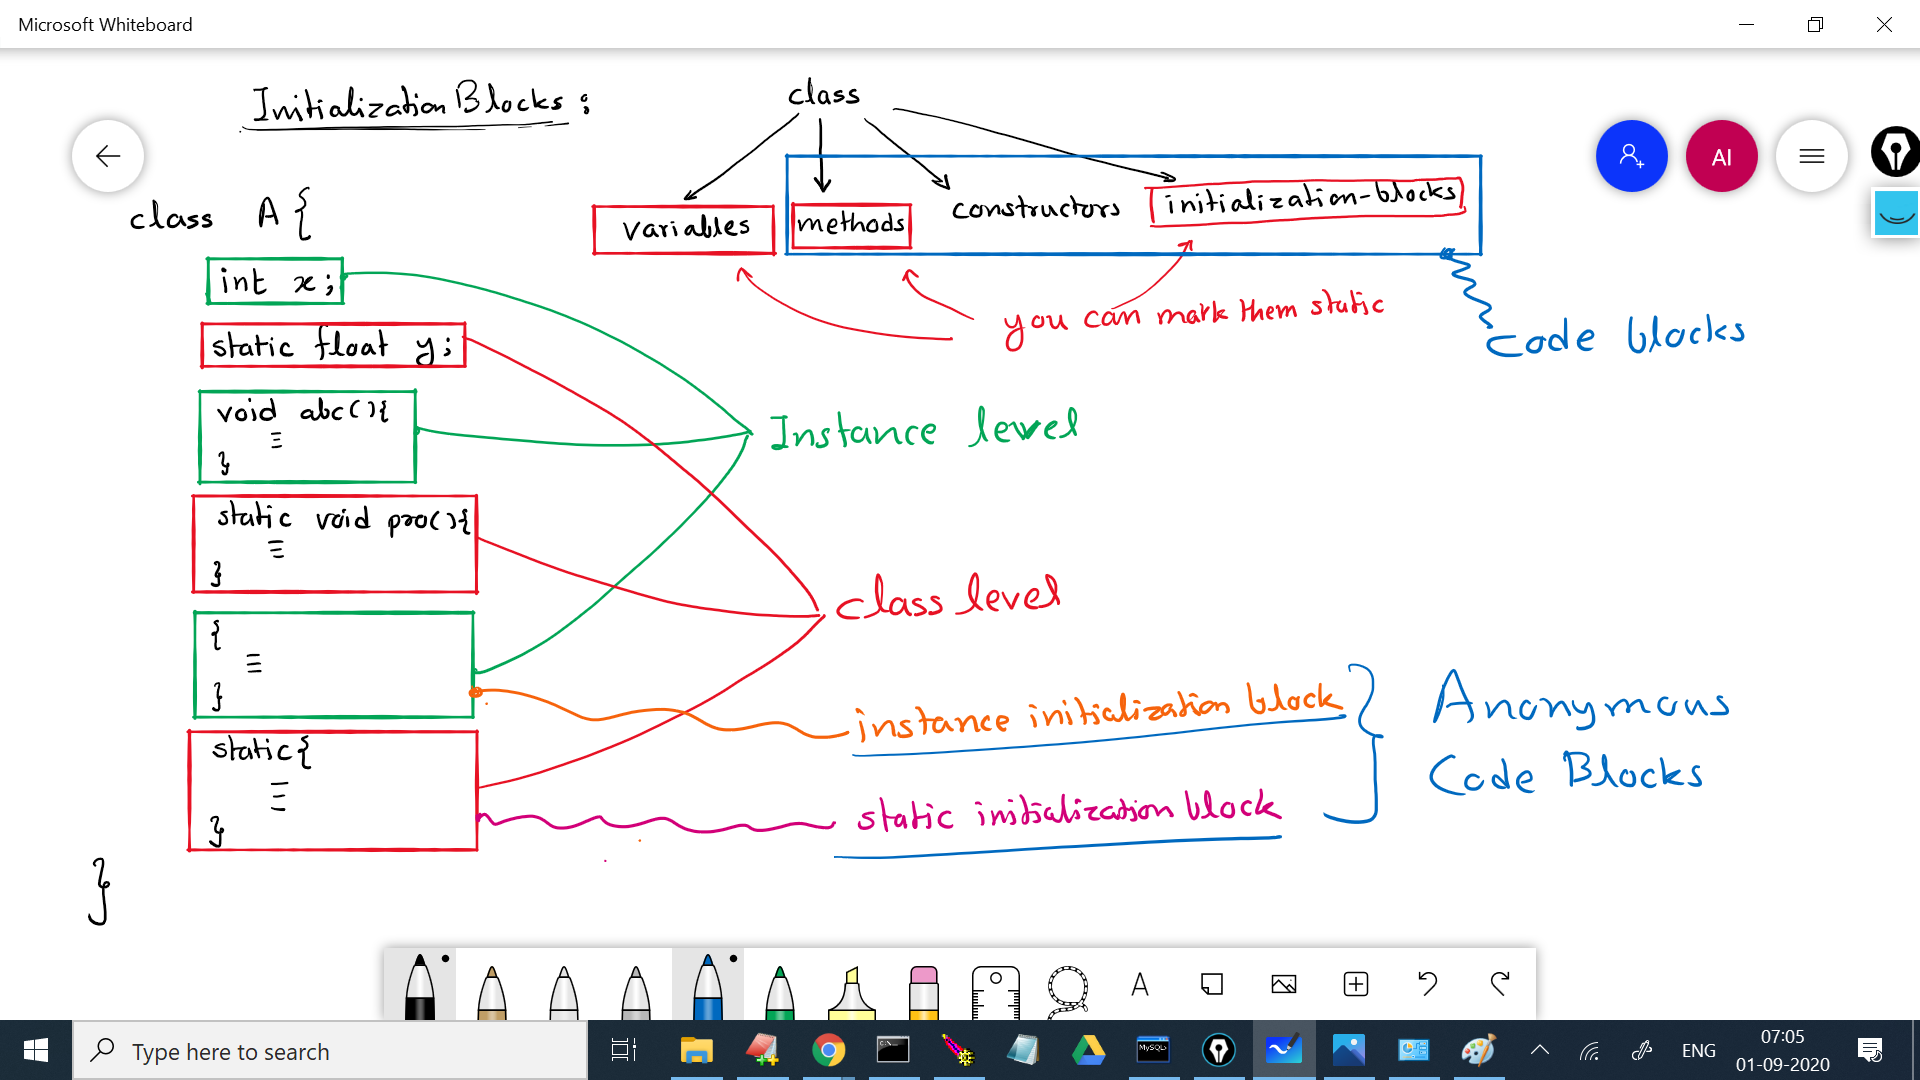 Microsoft Whiteboard
Initialization Blocks :
class
variables
methods
constructors
initialization-blocks
you can mark them static
code blocks
AI
class A {
int x;
static float y;
void abc(){
}
static void pro(){
}
{
}
static{
}
}
Instance level
class level
instance initialization block
static initialization block
Anonymous
Code Blocks
A
Type here to search
C:\
MySQL
ENG
07:05
01-09-2020